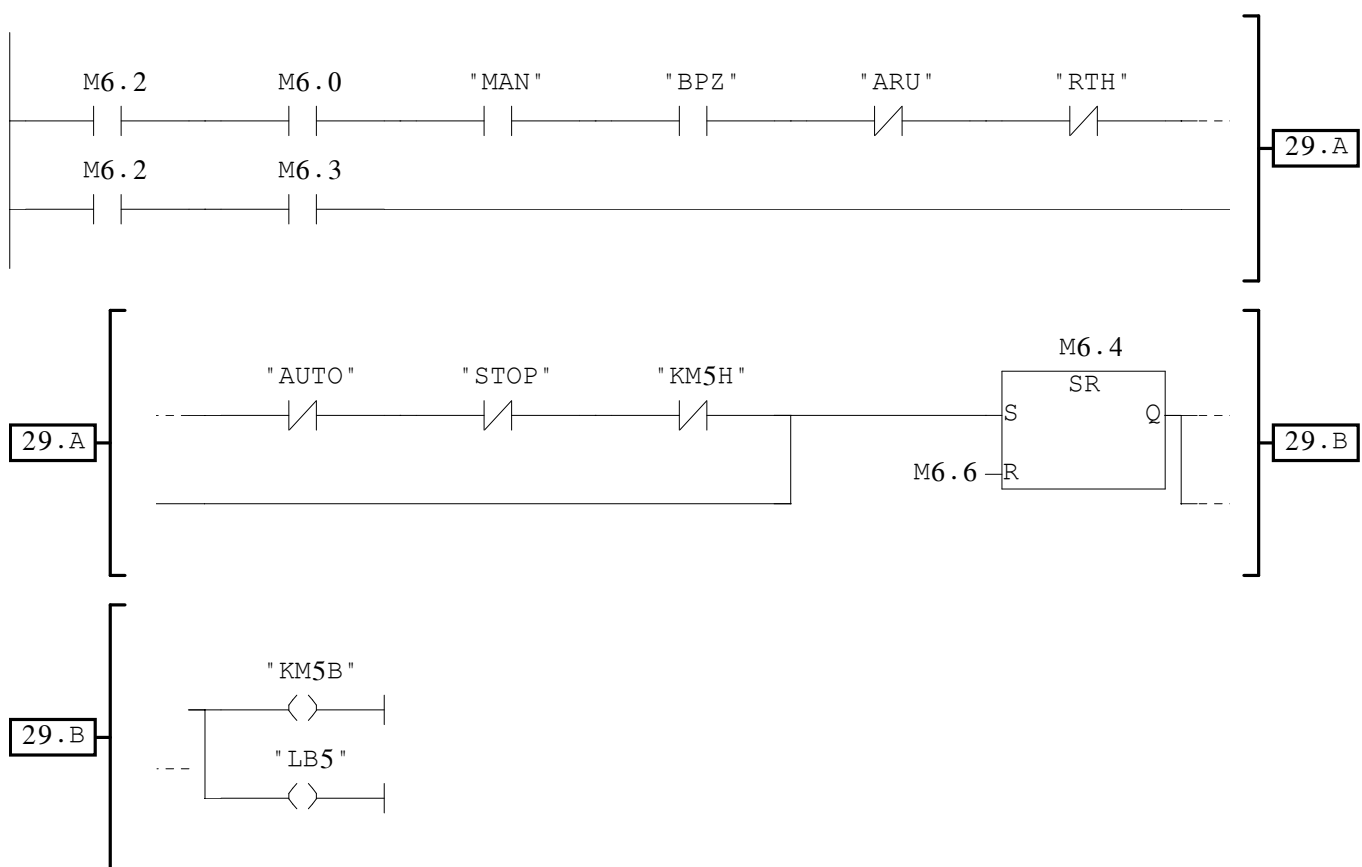 M6.2 M6.0 "MAN" "BPZ" "ARU" "RTH"
29.A
M6.2 M6.3
M6.4
"AUTO" "STOP" "KM5H" SR
S Q
29.A 29.B
M6.6 R
"KM5B"
29.B
"LB5"